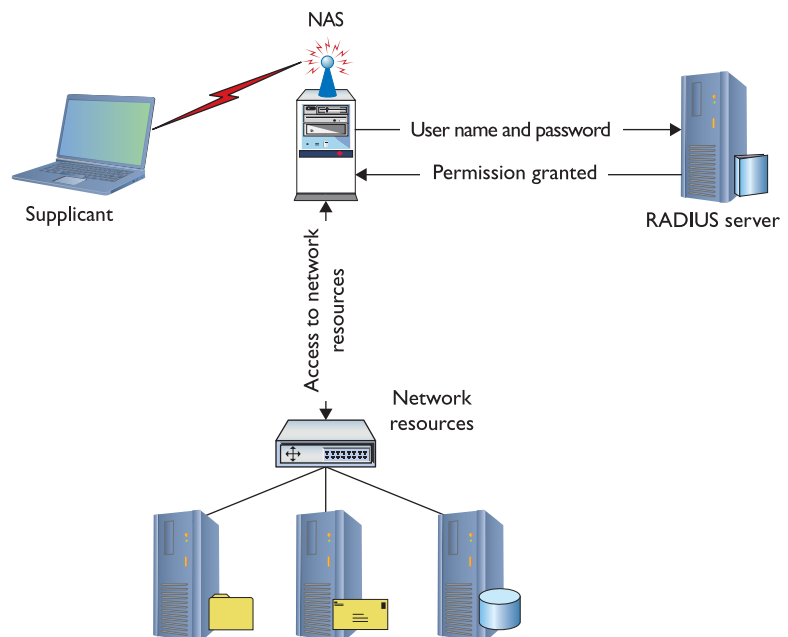 NAS
User name and password
Permission granted
Supplicant
RADIUS server
Access to network
resources
Network
resources